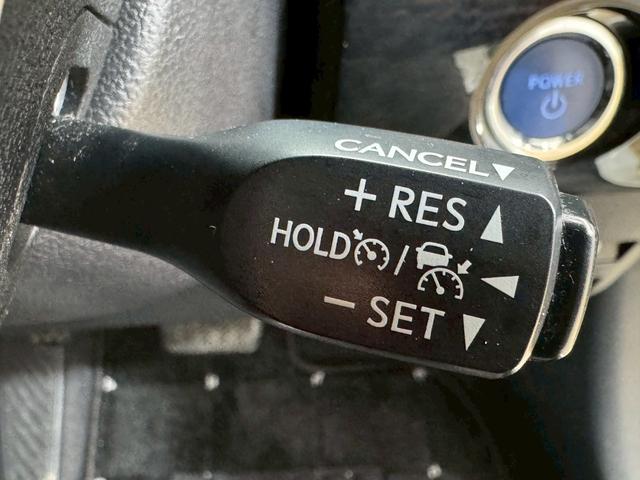 POWER
CANCEL▼
+ RES ▲
HOLD / ◀
− SET ▼